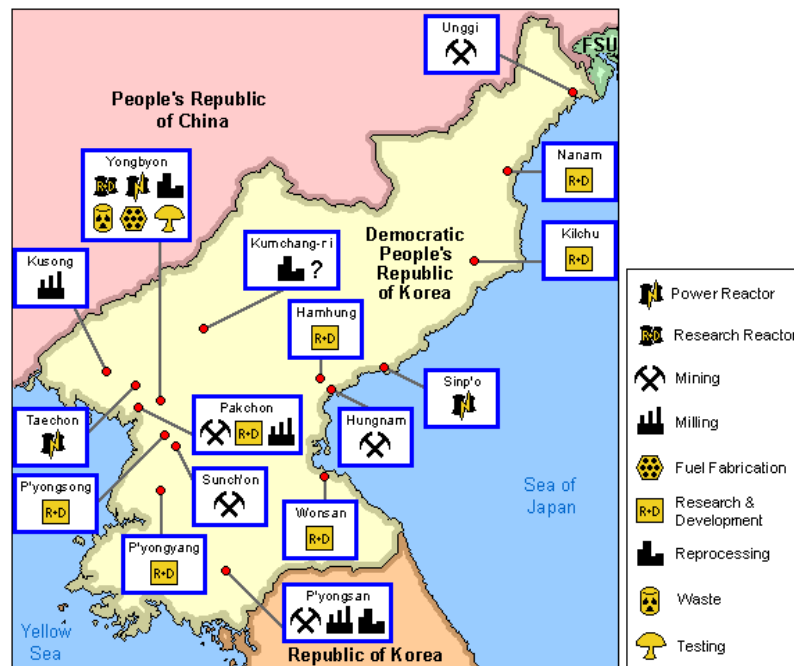 Unggi
FSU
People's Republic
of China
Yongbyon
R+D
Nanam
R+D
Kumchang-ri
?
Democratic
People's
Republic
of Korea
Kilchu
R+D
Kusong
Hamhung
R+D
Sinp'o
Taechon
Pakchon
R+D
Hungnam
P'yongsong
R+D
Sunch'on
Wonsan
R+D
Sea of
Japan
P'yongyang
R+D
P'yongsan
Yellow
Sea
Republic of Korea
Power Reactor
R+D
Research Reactor
Mining
Milling
Fuel Fabrication
R+D
Research &
Development
Reprocessing
Waste
Testing